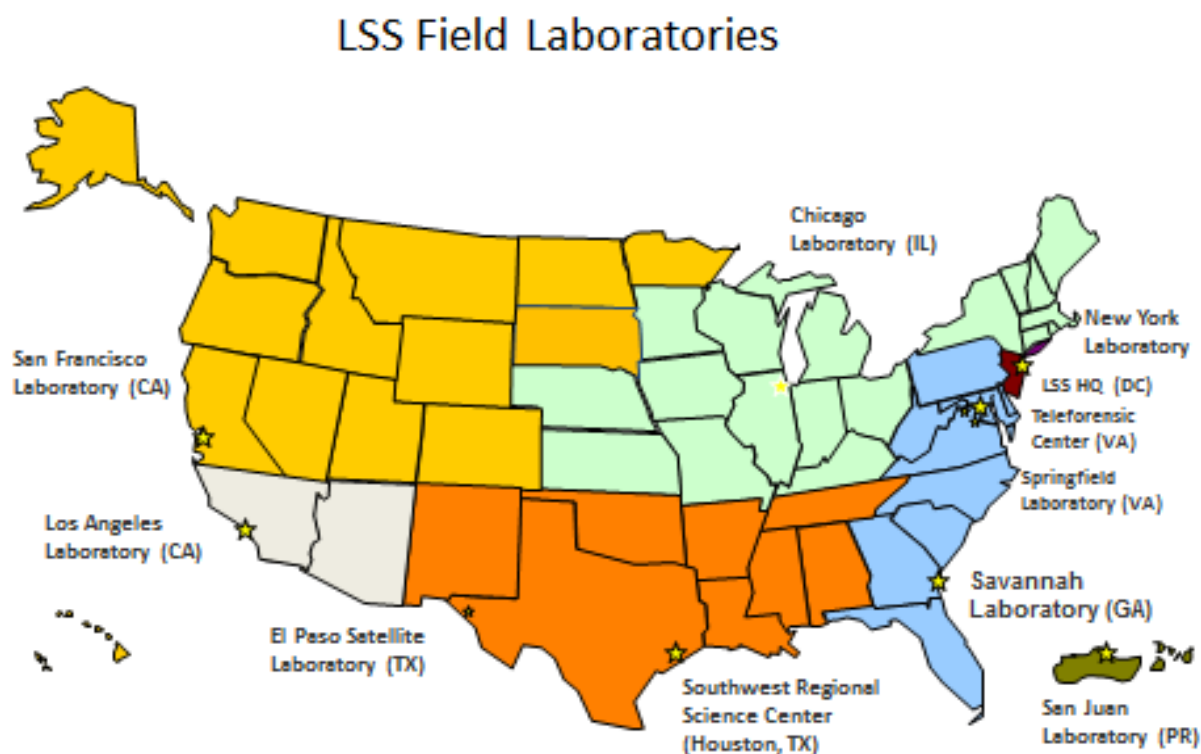 LSS Field Laboratories
Chicago
Laboratory (IL)
New York
Laboratory
San Francisco
Laboratory (CA)
LSS HQ (DC)
Teleforensic
Center (VA)
Springfield
Laboratory (VA)
Los Angeles
Laboratory (CA)
Savannah
Laboratory (GA)
El Paso Satellite
Laboratory (TX)
Southwest Regional
Science Center
(Houston, TX)
San Juan
Laboratory (PR)